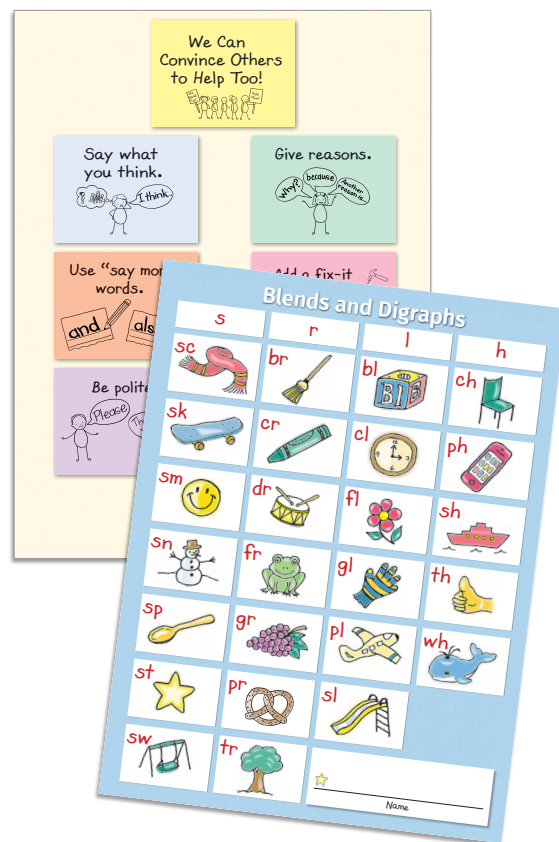 We Can
Convince Others
to Help Too!
Say what
you think.
I think
Give reasons.
Why?
because
Another
reason is...
Use “say mor
words.
and
als
Add a fix-it
Be polite
Please
Th
Blends and Digraphs
s r l h
sc br bl ch
Bl
sk cr cl ph
sm dr fl sh
sn fr gl th
sp gr pl wh
st pr sl
sw tr
Name